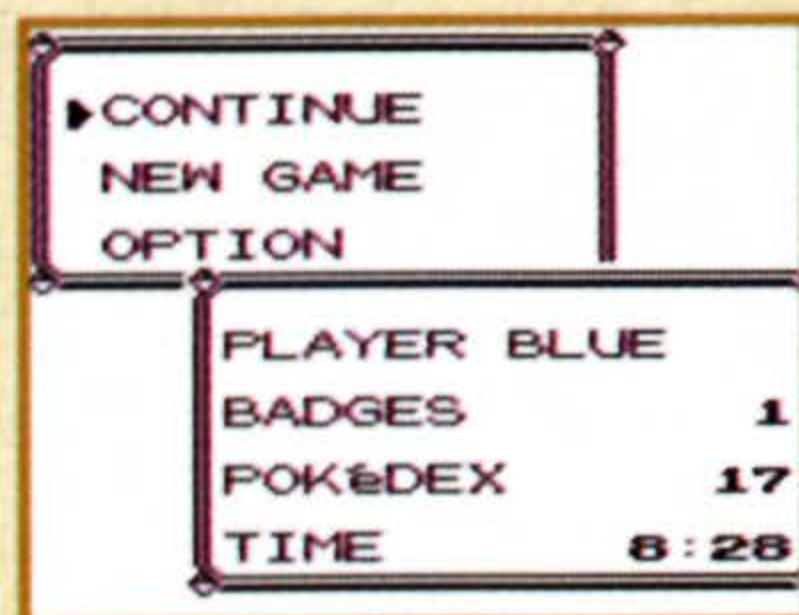 ▶CONTINUE
NEW GAME
OPTION
PLAYER BLUE
BADGES 1
POKéDEX 17
TIME 8:28